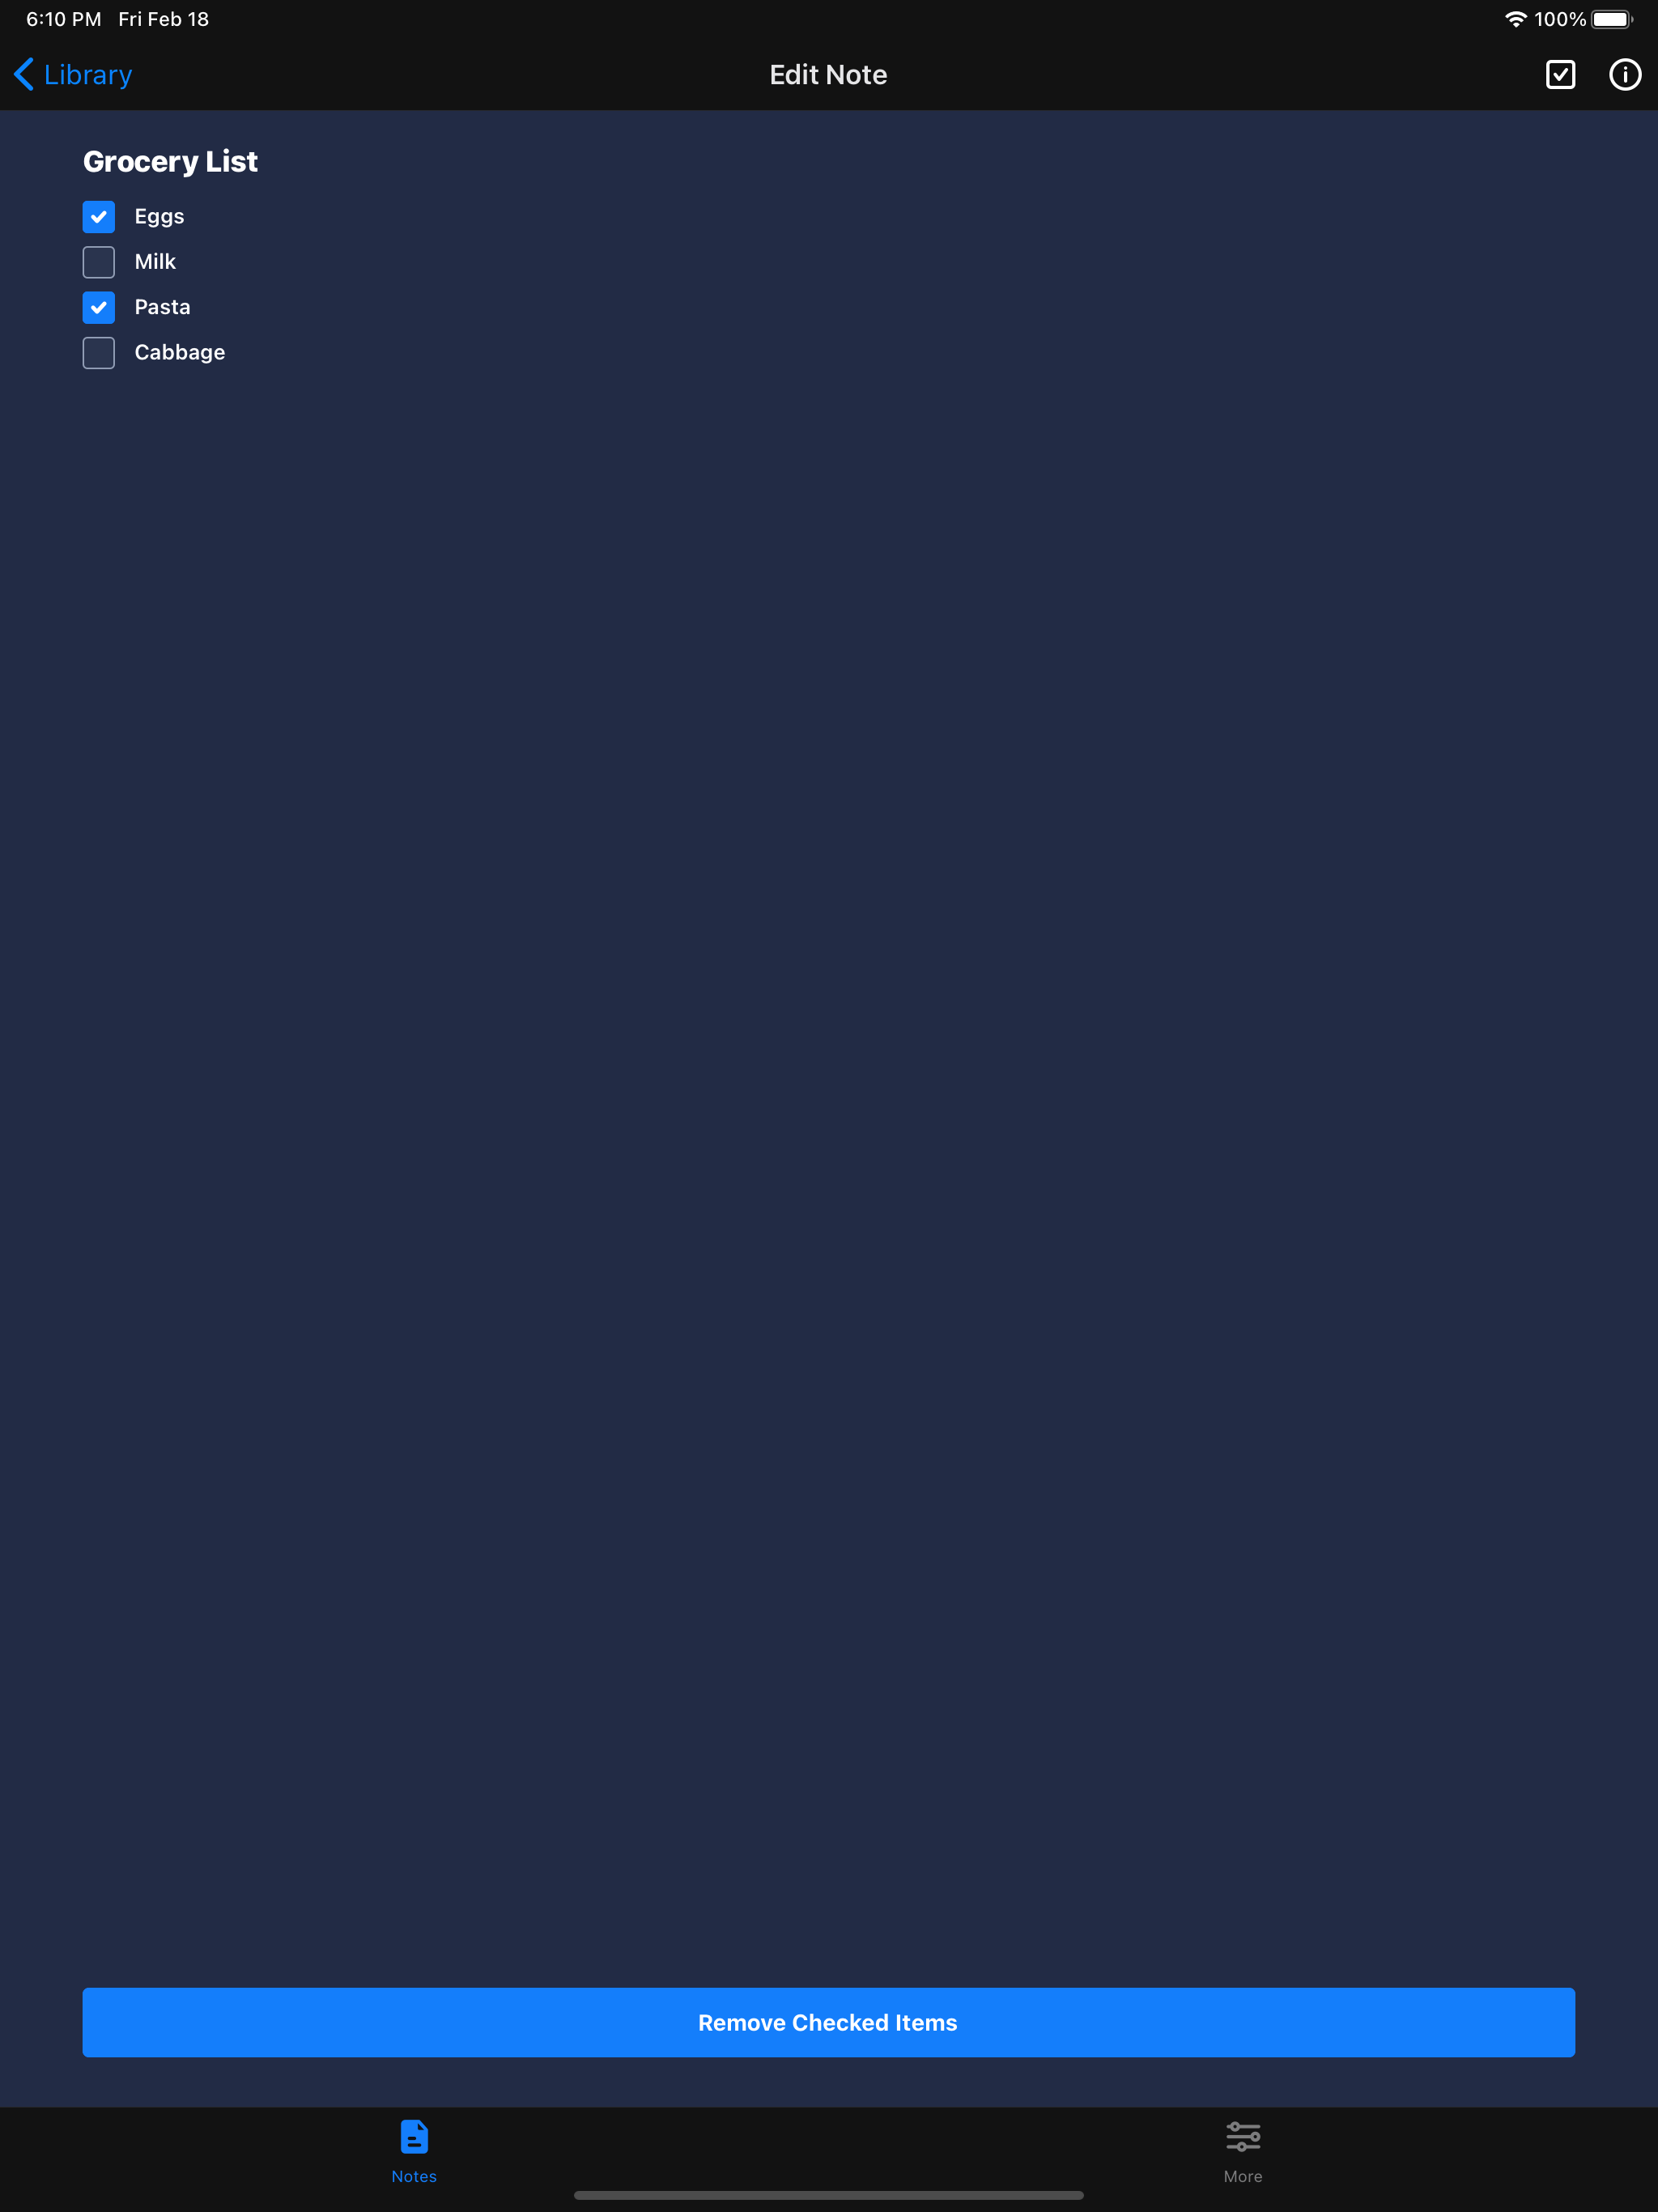 6:10 PM Fri Feb 18 100%
Library Edit Note
Grocery List
Eggs
Milk
Pasta
Cabbage
Remove Checked Items
Notes More